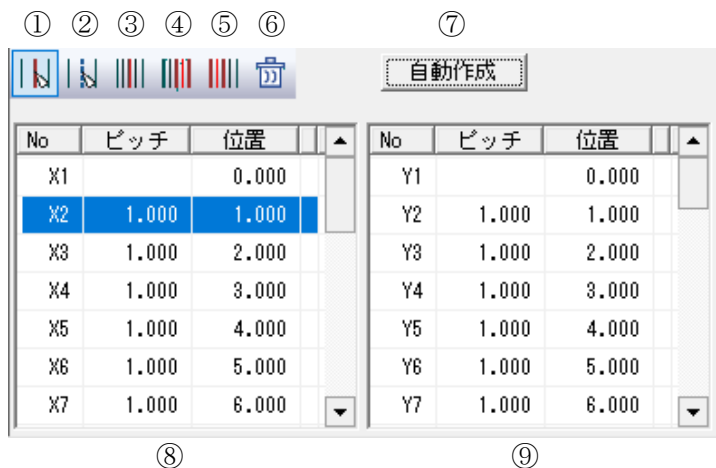 ① ② ③ ④ ⑤ ⑥ ⑦
自動作成
No ピッチ 位置 No ピッチ 位置
X1 0.000 Y1 0.000
X2 1.000 1.000 Y2 1.000 1.000
X3 1.000 2.000 Y3 1.000 2.000
X4 1.000 3.000 Y4 1.000 3.000
X5 1.000 4.000 Y5 1.000 4.000
X6 1.000 5.000 Y6 1.000 5.000
X7 1.000 6.000 Y7 1.000 6.000
⑧ ⑨